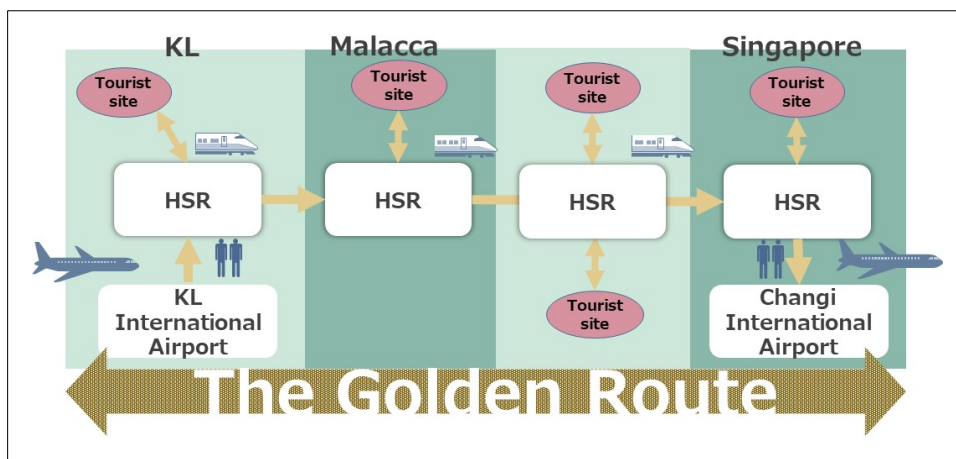 KL
Malacca
Singapore
Tourist
site
Tourist
site
Tourist
site
Tourist
site
HSR
HSR
HSR
HSR
KL
International
Airport
Tourist
site
Changi
International
Airport
The Golden Route